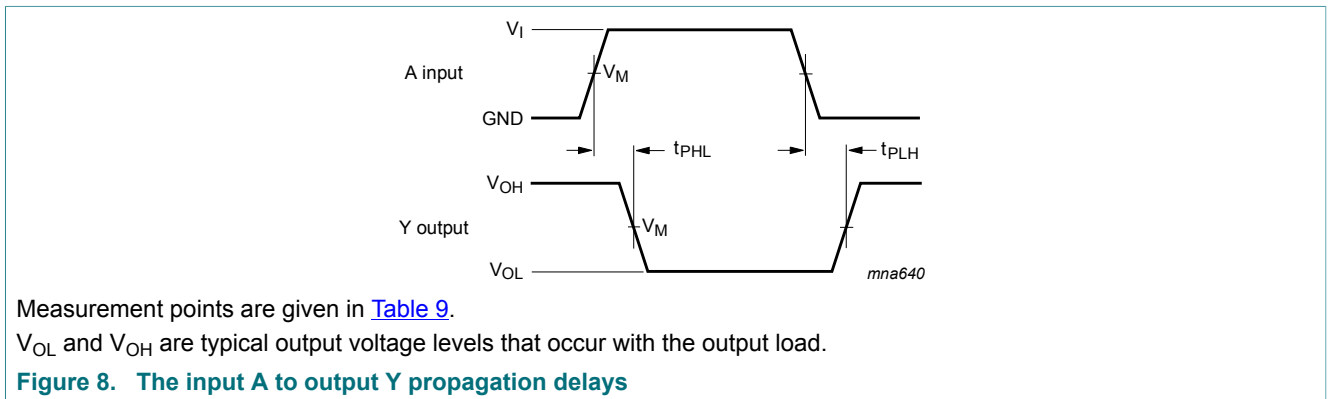 VI
A input
VM
GND
tPHL
tPLH
VOH
Y output
VM
VOL
mna640
Measurement points are given in Table 9.
VOL and VOH are typical output voltage levels that occur with the output load.
Figure 8. The input A to output Y propagation delays